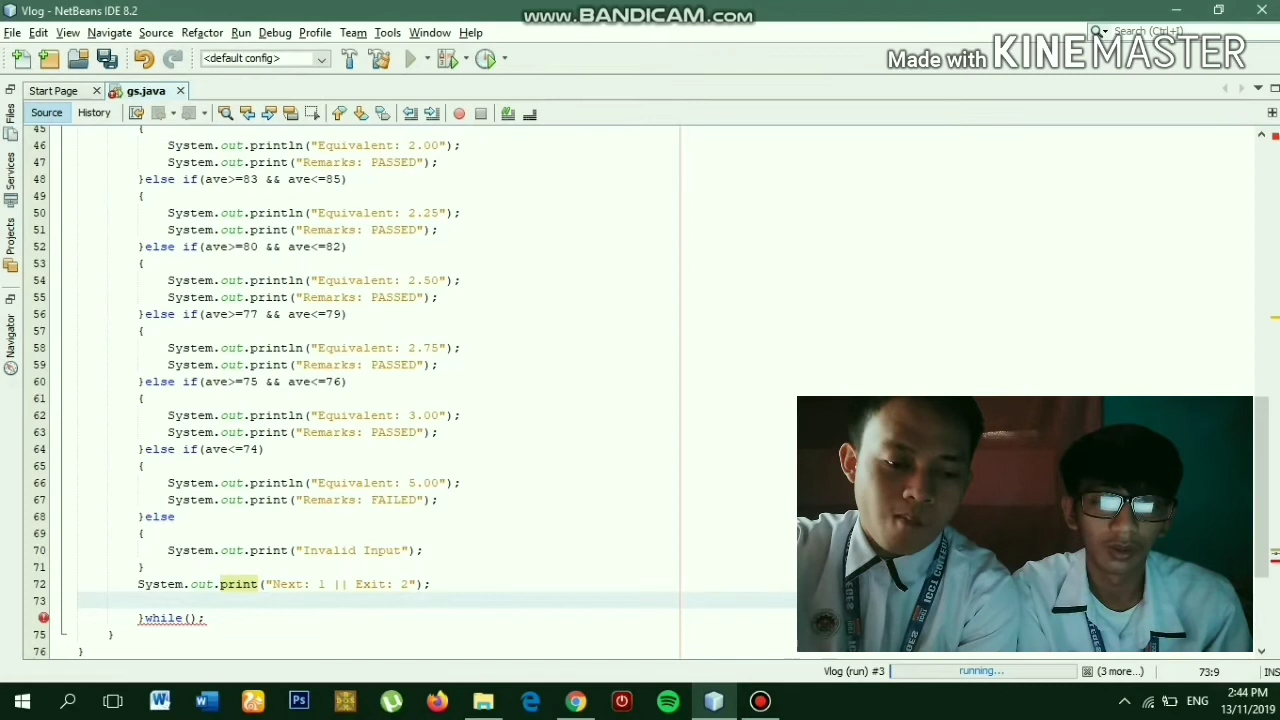 www.BANDICAM.com
Vlog - NetBeans IDE 8.2
File Edit View Navigate Source Refactor Run Debug Profile Team Tools Window Help
Search (Ctrl+I)
Made with KINEMASTER
<default config>
Start Page gs.java
Source History
Files
Services
Projects
Navigator
45 {
46 System.out.println("Equivalent: 2.00");
47 System.out.print("Remarks: PASSED");
48 }else if(ave>=83 && ave<=85)
49 {
50 System.out.println("Equivalent: 2.25");
51 System.out.print("Remarks: PASSED");
52 }else if(ave>=80 && ave<=82)
53 {
54 System.out.println("Equivalent: 2.50");
55 System.out.print("Remarks: PASSED");
56 }else if(ave>=77 && ave<=79)
57 {
58 System.out.println("Equivalent: 2.75");
59 System.out.print("Remarks: PASSED");
60 }else if(ave>=75 && ave<=76)
61 {
62 System.out.println("Equivalent: 3.00");
63 System.out.print("Remarks: PASSED");
64 }else if(ave<=74)
65 {
66 System.out.println("Equivalent: 5.00");
67 System.out.print("Remarks: FAILED");
68 }else
69 {
70 System.out.print("Invalid Input");
71 }
72 System.out.print("Next: 1 || Exit: 2");
73
}while();
75 }
76 }
Vlog (run) #3 running... (3 more...) 73:9 INS
ENG 2:44 PM
13/11/2019